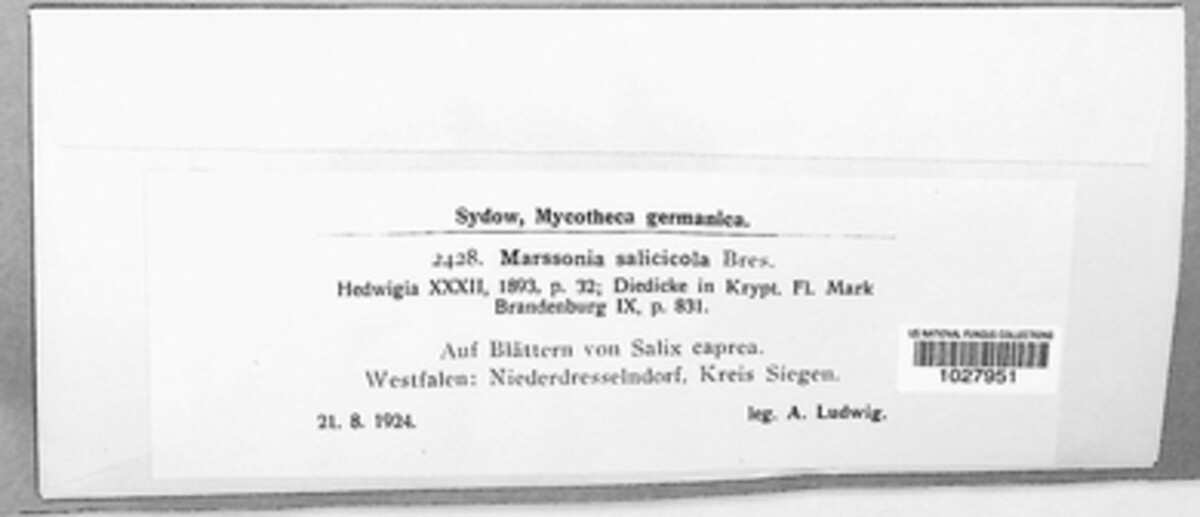 Sydow, Mycotheca germanica.
2428. Marssonia salicicola Bres.
Hedwigia XXXII, 1893, p. 32; Diedicke in Krypt. Fl. Mark
Brandenburg IX, p. 831.
Auf Blättern von Salix caprea.
Westfalen: Niederdresselndorf, Kreis Siegen.
21. 8. 1924.
leg. A. Ludwig.
US NATIONAL FUNGUS COLLECTIONS
1027951